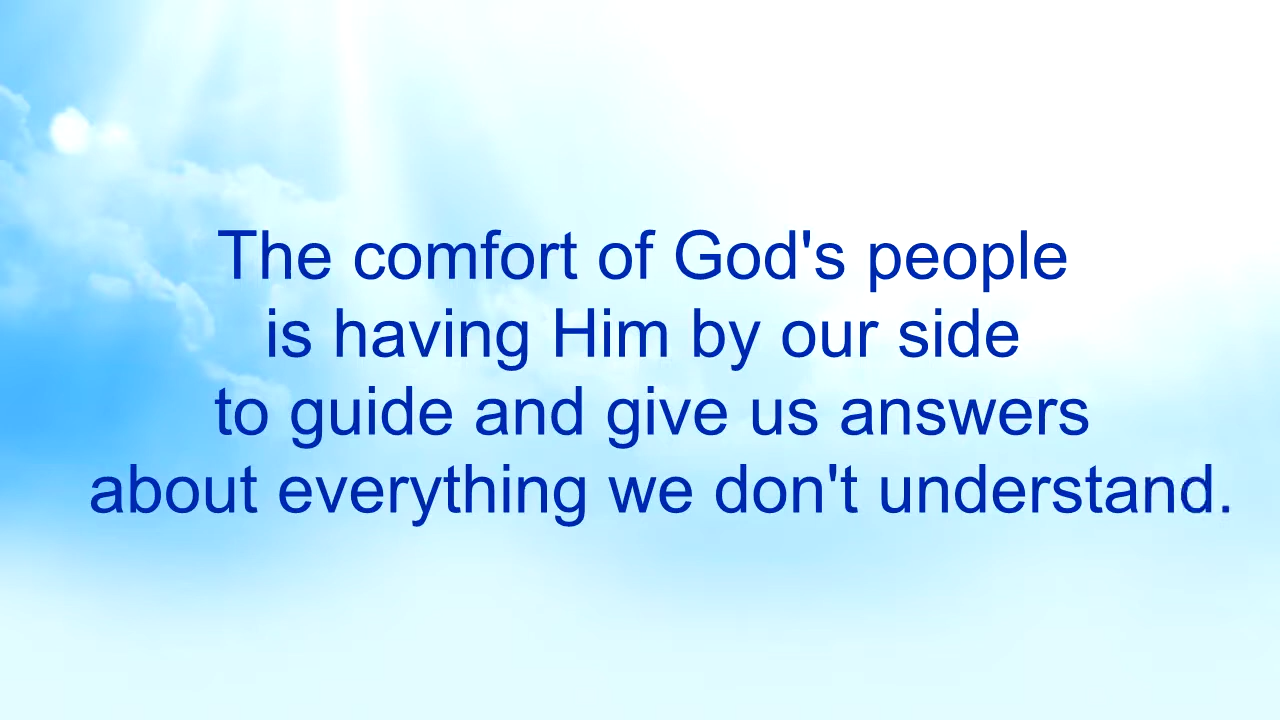 The comfort of God's people
is having Him by our side
to guide and give us answers
about everything we don't understand.